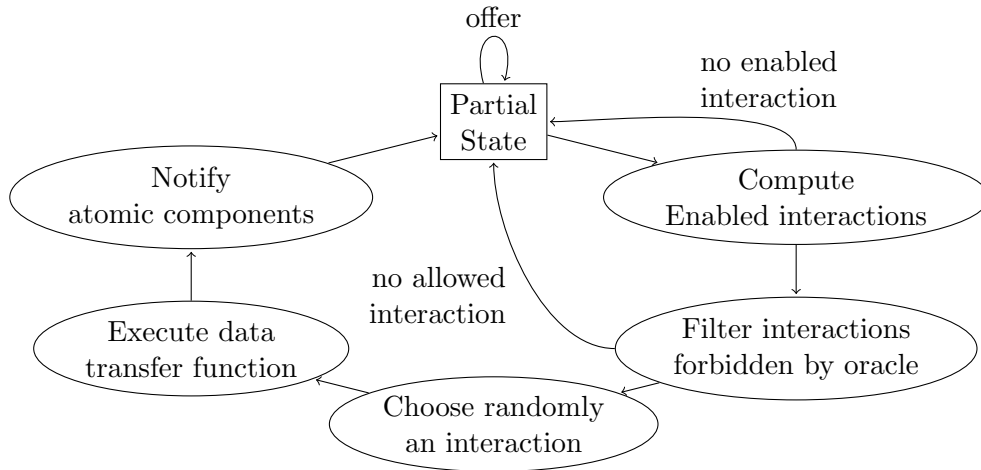 offer
Partial
State
no enabled
interaction
Notify
atomic components
Compute
Enabled interactions
no allowed
interaction
Execute data
transfer function
Filter interactions
forbidden by oracle
Choose randomly
an interaction